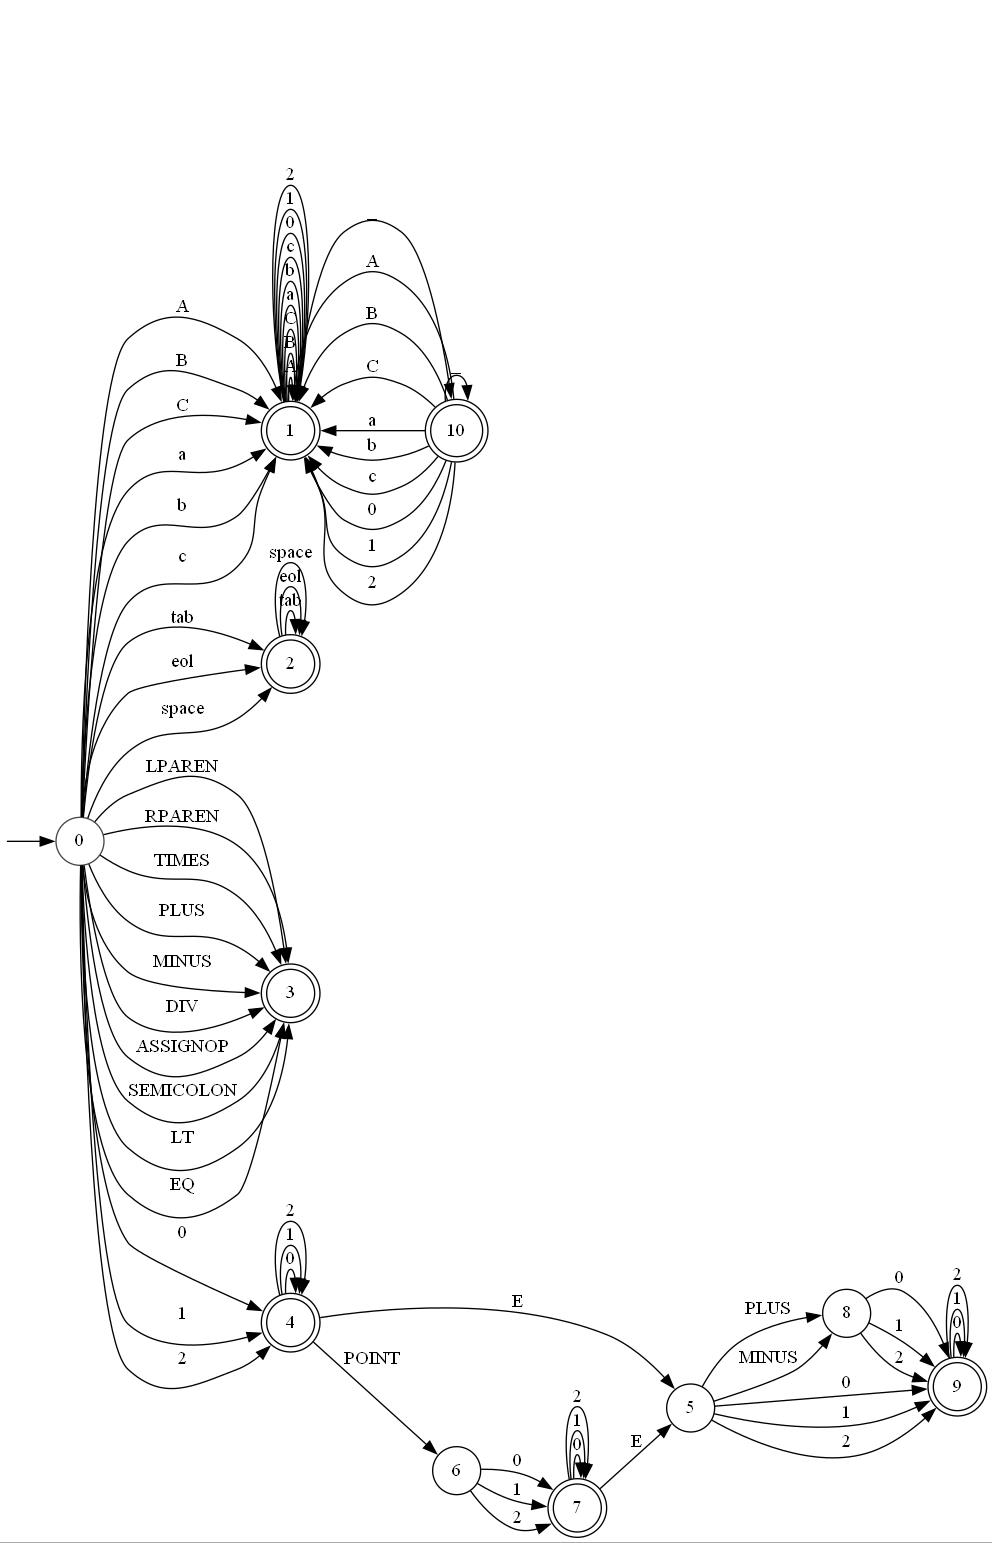 2
1
0
c
b
a
C
B
A
_
A
B
C
a
b
c
0
1
2
_
1
10
A
B
C
a
b
c
space
eol
tab
2
tab
eol
space
0
LPAREN
RPAREN
TIMES
PLUS
MINUS
DIV
ASSIGNOP
SEMICOLON
LT
EQ
3
0
1
2
2
1
0
4
E
POINT
6
0
1
2
2
1
0
7
E
5
PLUS
MINUS
0
1
2
8
0
1
2
2
1
0
9